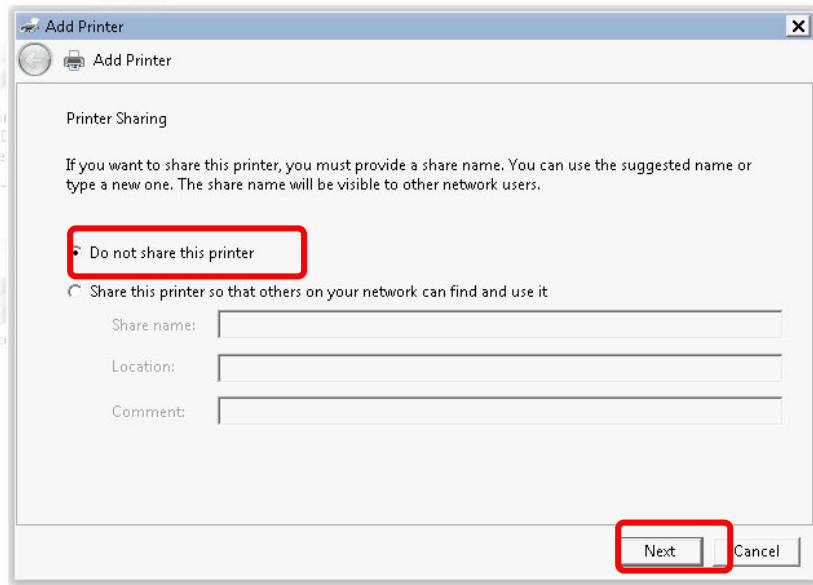 Add Printer
Add Printer
Printer Sharing
If you want to share this printer, you must provide a share name. You can use the suggested name or
type a new one. The share name will be visible to other network users.
Do not share this printer
Share this printer so that others on your network can find and use it
Share name:
Location:
Comment:
Next
Cancel